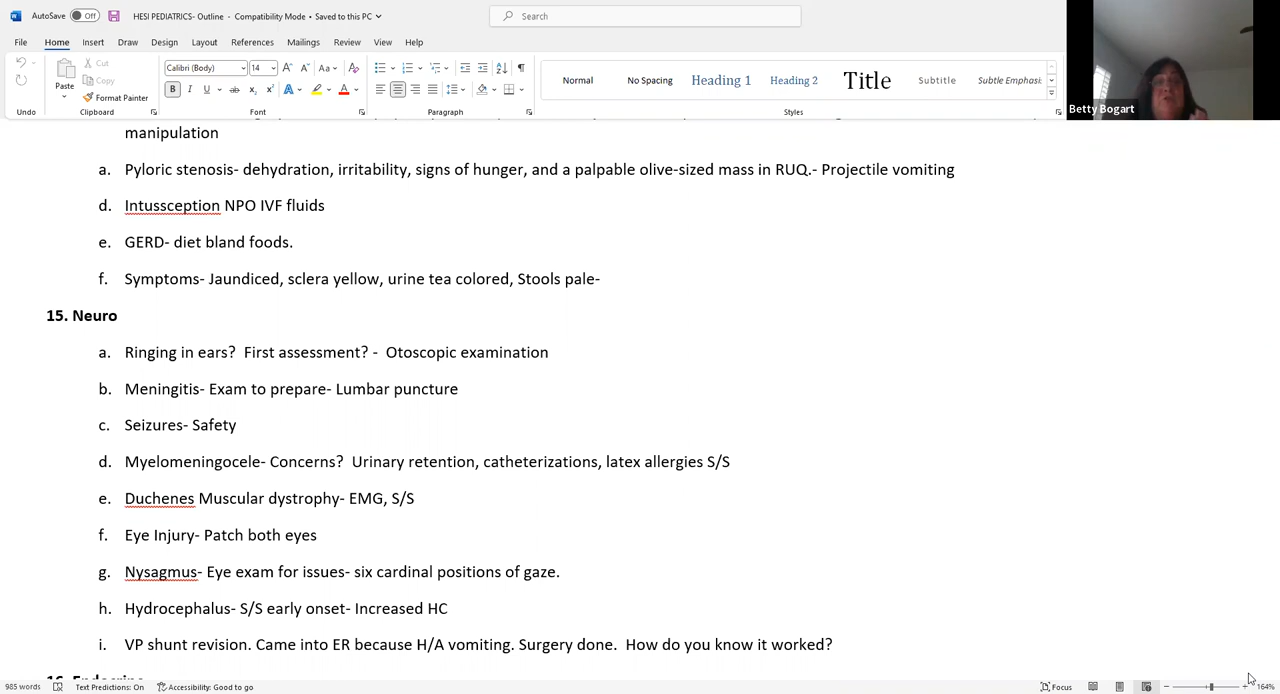 AutoSave Off HESI PEDIATRICS- Outline - Compatibility Mode • Saved to this PC Search
File Home Insert Draw Design Layout References Mailings Review View Help
Cut
Copy
Paste
Format Painter
Calibri (Body) 14
Normal No Spacing Heading 1 Heading 2 Title Subtitle Subtle Emphasis
Undo Clipboard Font Paragraph Styles
Betty Bogart
manipulation
a. Pyloric stenosis- dehydration, irritability, signs of hunger, and a palpable olive-sized mass in RUQ.- Projectile vomiting
d. Intussception NPO IVF fluids
e. GERD- diet bland foods.
f. Symptoms- Jaundiced, sclera yellow, urine tea colored, Stools pale-
15. Neuro
a. Ringing in ears? First assessment? - Otoscopic examination
b. Meningitis- Exam to prepare- Lumbar puncture
c. Seizures- Safety
d. Myelomeningocele- Concerns? Urinary retention, catheterizations, latex allergies S/S
e. Duchenes Muscular dystrophy- EMG, S/S
f. Eye Injury- Patch both eyes
g. Nysagmus- Eye exam for issues- six cardinal positions of gaze.
h. Hydrocephalus- S/S early onset- Increased HC
i. VP shunt revision. Came into ER because H/A vomiting. Surgery done. How do you know it worked?
985 words Text Predictions: On Accessibility: Good to go Focus 164%